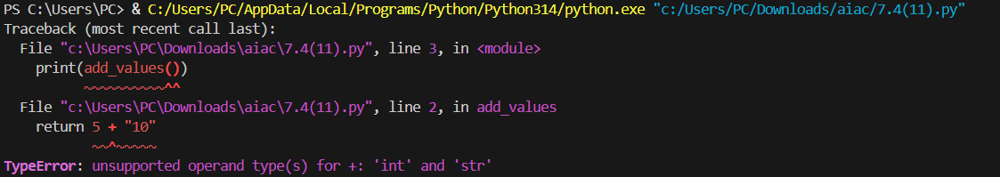 PS C:\Users\PC> & C:/Users/PC/AppData/Local/Programs/Python/Python314/python.exe "c:/Users/PC/Downloads/aiac/7.4(11).py"
Traceback (most recent call last):
  File "c:\Users\PC\Downloads\aiac\7.4(11).py", line 3, in <module>
    print(add_values())
          ~~~~~~~~~~^^
  File "c:\Users\PC\Downloads\aiac\7.4(11).py", line 2, in add_values
    return 5 + "10"
           ~~^~~~~~
TypeError: unsupported operand type(s) for +: 'int' and 'str'